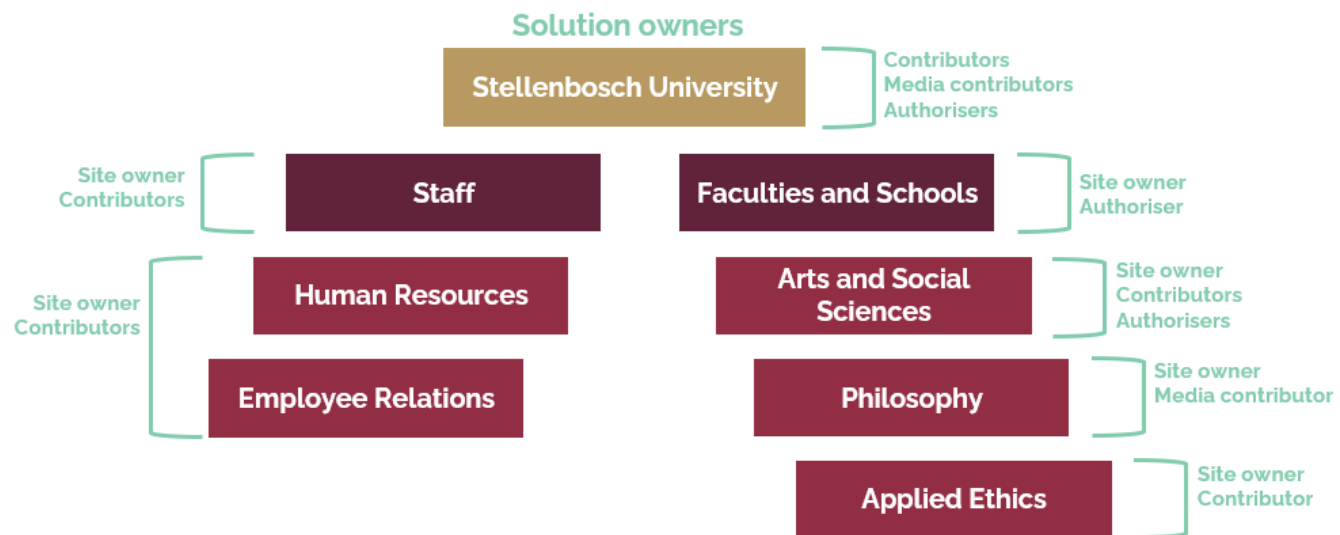 Solution owners
Stellenbosch University
Contributors
Media contributors
Authorisers
Site owner
Contributors
Staff
Faculties and Schools
Site owner
Authoriser
Site owner
Contributors
Human Resources
Arts and Social
Sciences
Site owner
Contributors
Authorisers
Employee Relations
Philosophy
Site owner
Media contributor
Applied Ethics
Site owner
Contributor